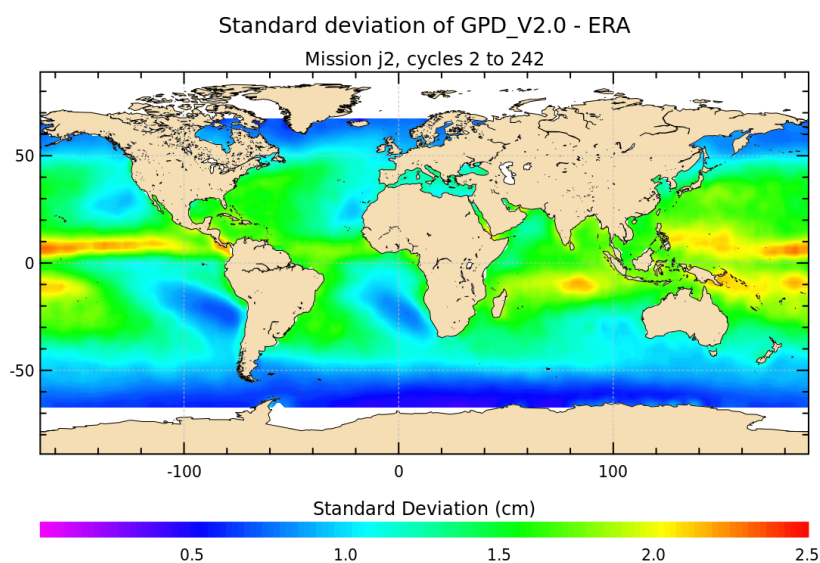 Standard deviation of GPD_V2.0 - ERA
Mission j2, cycles 2 to 242
50
0
-50
-100 0 100
Standard Deviation (cm)
0.5 1.0 1.5 2.0 2.5